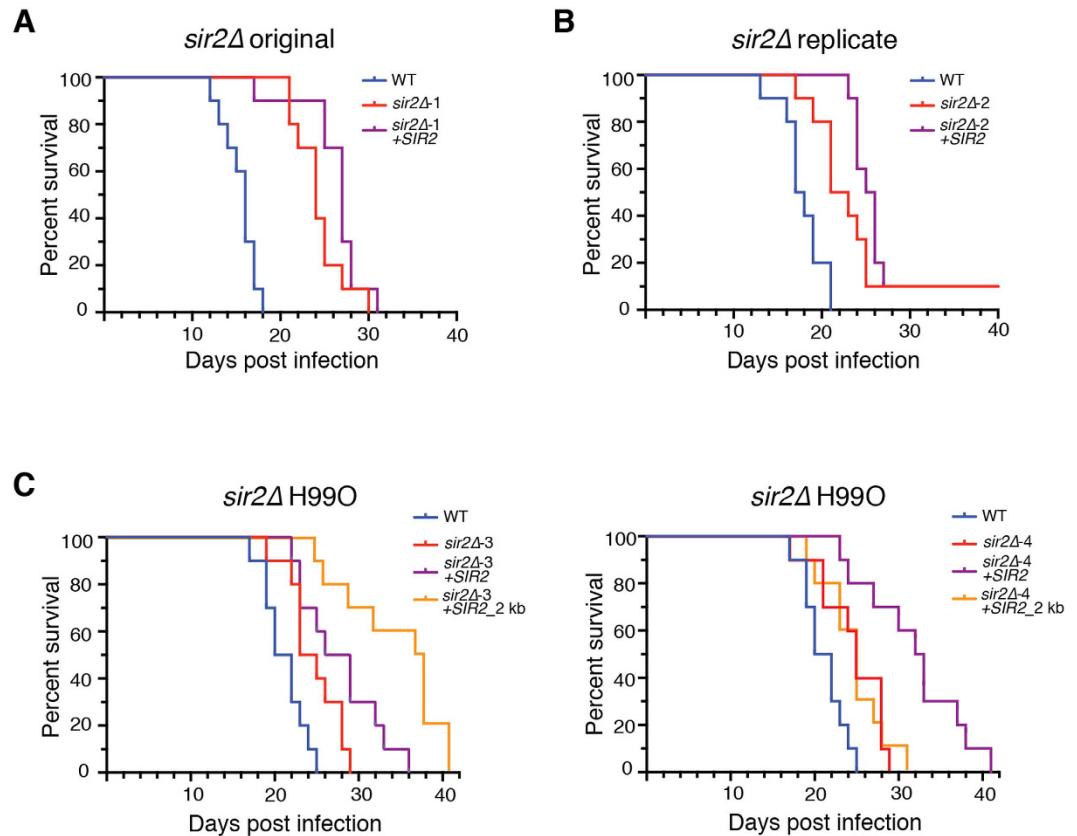 A
sir2Δ original
WT
sir2Δ-1
sir2Δ-1
+SIR2
Percent survival
100
80
60
40
20
0
10
20
30
40
Days post infection
B
sir2Δ replicate
WT
sir2Δ-2
sir2Δ-2
+SIR2
Percent survival
100
80
60
40
20
0
10
20
30
40
Days post infection
C
sir2Δ H99O
WT
sir2Δ-3
sir2Δ-3
+SIR2
sir2Δ-3
+SIR2_2 kb
Percent survival
100
80
60
40
20
0
10
20
30
40
Days post infection
sir2Δ H99O
WT
sir2Δ-4
sir2Δ-4
+SIR2
sir2Δ-4
+SIR2_2 kb
Percent survival
100
80
60
40
20
0
10
20
30
40
Days post infection